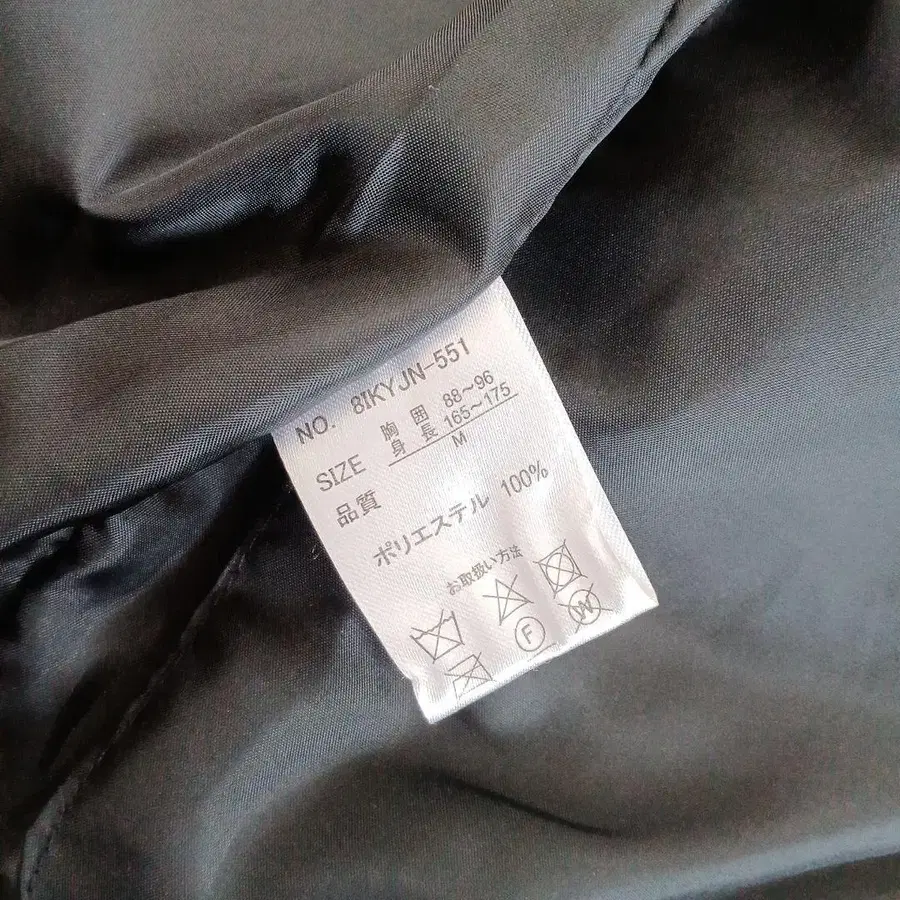 NO. 8IKYJN-551
SIZE 胸囲 88〜96
身長 165〜175
M
品質
ポリエステル 100%
お取扱い方法
F
W